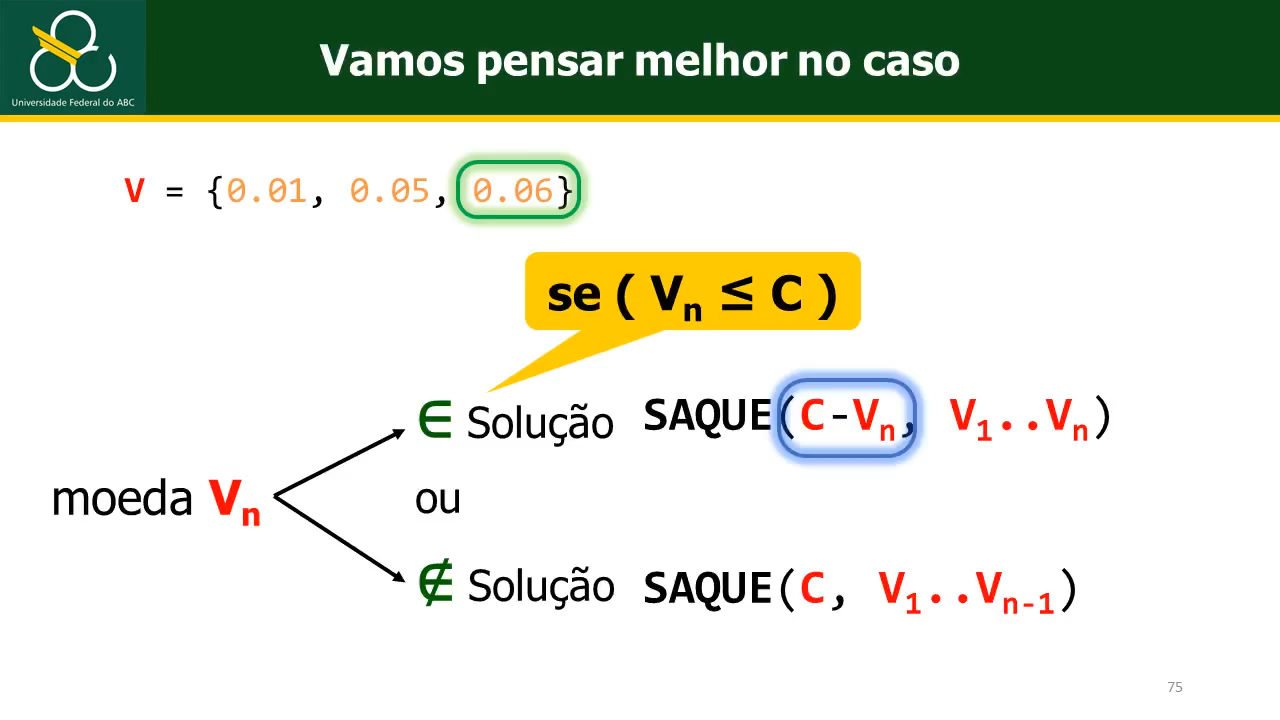 Universidade Federal do ABC
Vamos pensar melhor no caso
V = {0.01, 0.05, 0.06}
se ( Vn ≤ C )
∈ Solução SAQUE(C-Vn, V1..Vn)
moeda Vn
ou
∉ Solução SAQUE(C, V1..Vn-1)
75